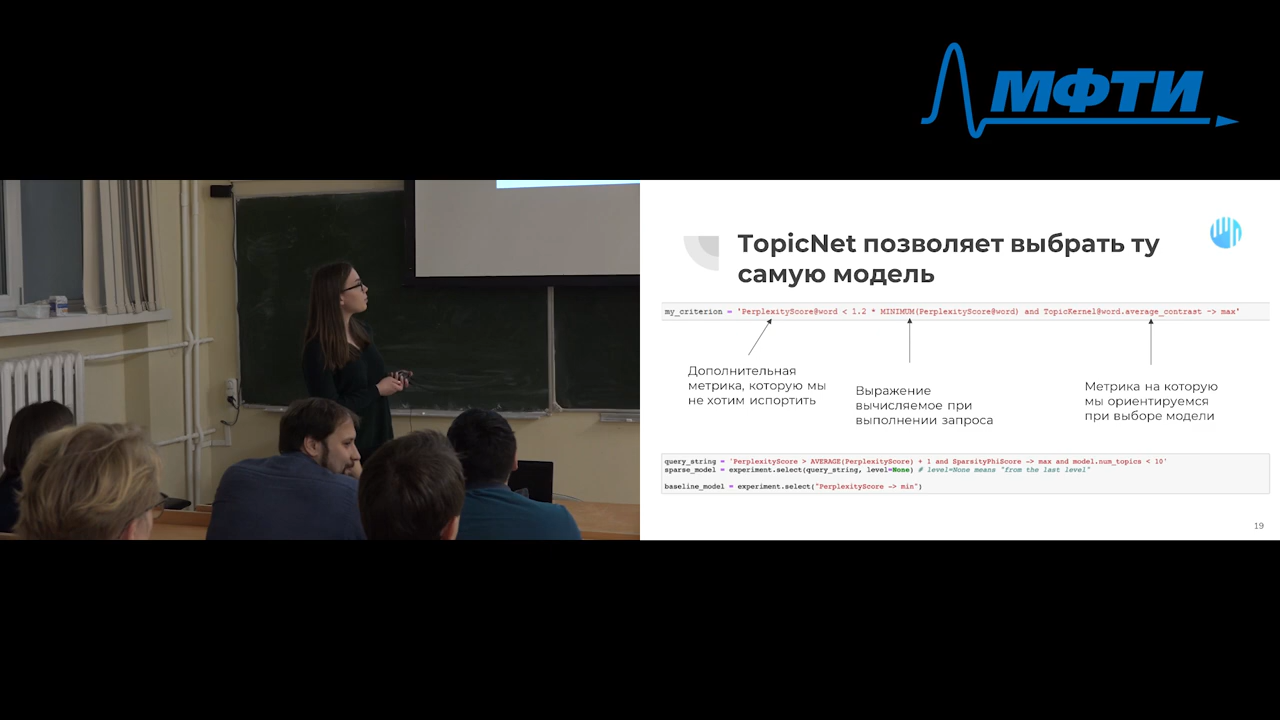 МФТИ
TopicNet позволяет выбрать ту
самую модель
my_criterion = 'PerplexityScore@word < 1.2 * MINIMUM(PerplexityScore@word) and TopicKernel@word.average_contrast -> max'
Дополнительная
метрика, которую мы
не хотим испортить
Выражение
вычисляемое при
выполнении запроса
Метрика на которую
мы ориентируемся
при выборе модели
query_string = 'PerplexityScore > AVERAGE(PerplexityScore) + 1 and SparsityPhiScore -> max and model.num_topics < 10'
sparse_model = experiment.select(query_string, level=None) # level=None means "from the last level"
baseline_model = experiment.select("PerplexityScore -> min")
19